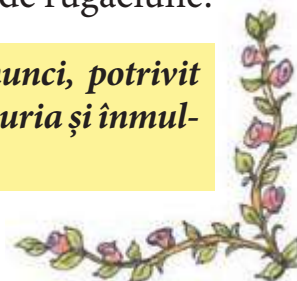 de rugăciune.
unci, potrivit
uria și înmul-